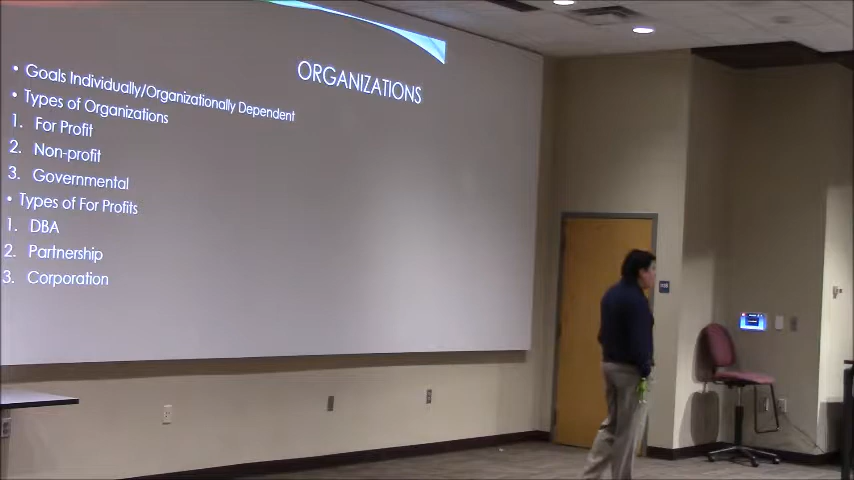 ORGANIZATIONS
• Goals Individually/Organizationally Dependent
• Types of Organizations
1. For Profit
2. Non-profit
3. Governmental
• Types of For Profits
1. DBA
2. Partnership
3. Corporation